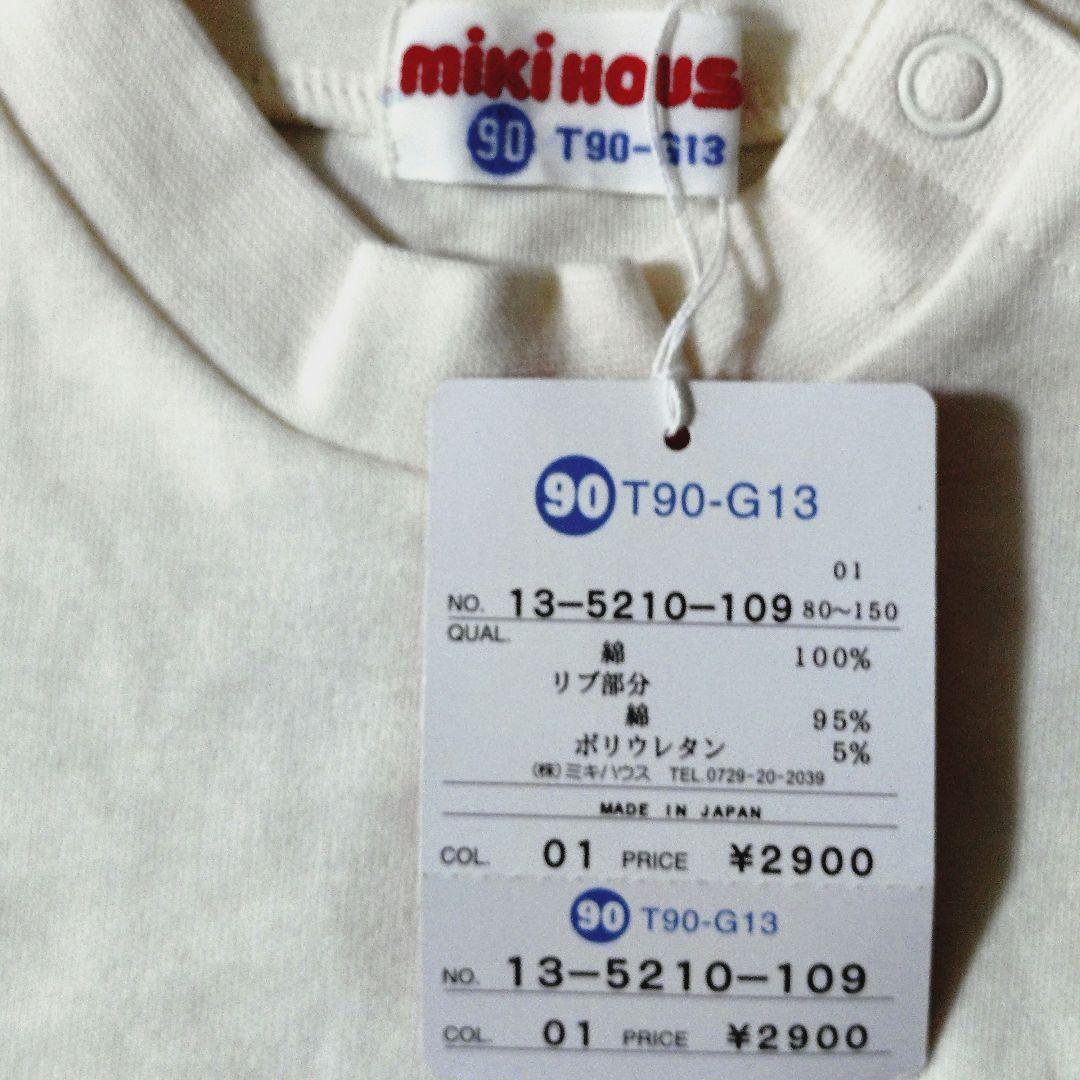 mikiHOUS
90 T90-G13
90 T90-G13
01
NO. 13-5210-109 80~150
QUAL.
綿 100%
リブ部分
綿 95%
ポリウレタン 5%
(株)ミキハウス TEL.0729-20-2039
MADE IN JAPAN
COL. 01 PRICE ¥2900
90 T90-G13
NO. 13-5210-109
COL. 01 PRICE ¥2900